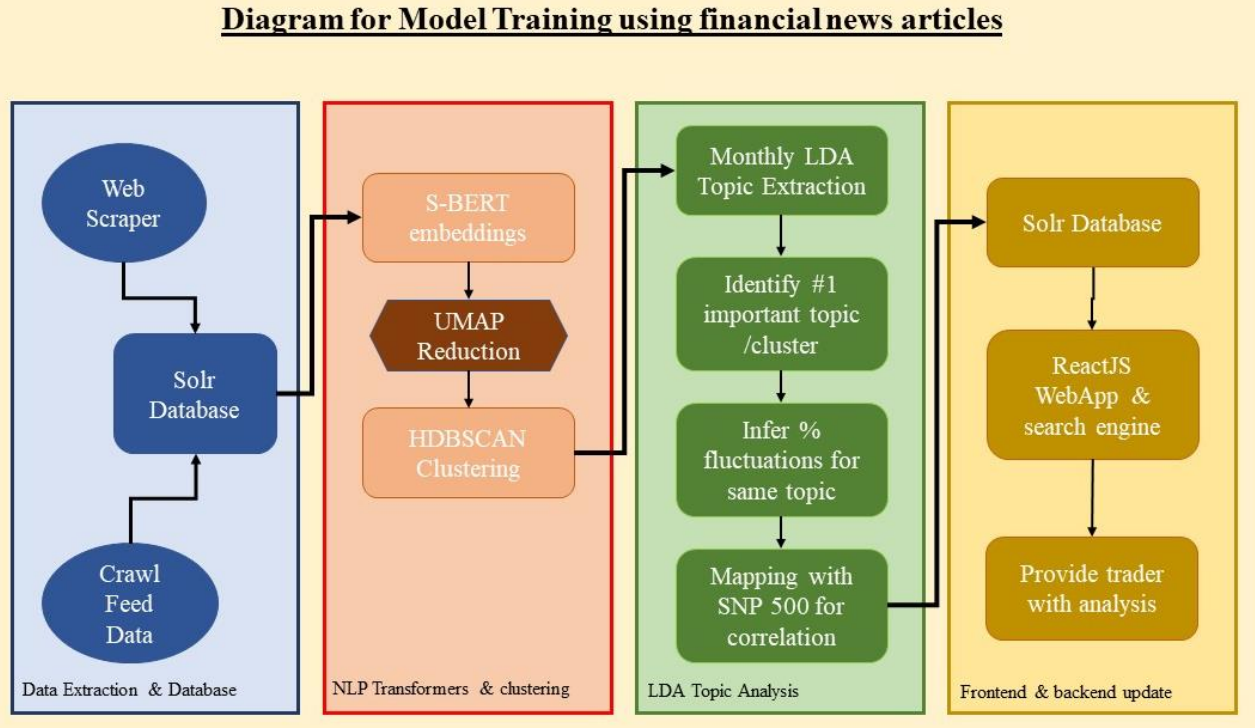 Diagram for Model Training using financial news articles
Web
Scraper
Solr
Database
Crawl
Feed
Data
Data Extraction & Database
S-BERT
embeddings
UMAP
Reduction
HDBSCAN
Clustering
NLP Transformers & clustering
Monthly LDA
Topic Extraction
Identify #1
important topic
/cluster
Infer %
fluctuations for
same topic
Mapping with
SNP 500 for
correlation
LDA Topic Analysis
Solr Database
ReactJS
WebApp &
search engine
Provide trader
with analysis
Frontend & backend update